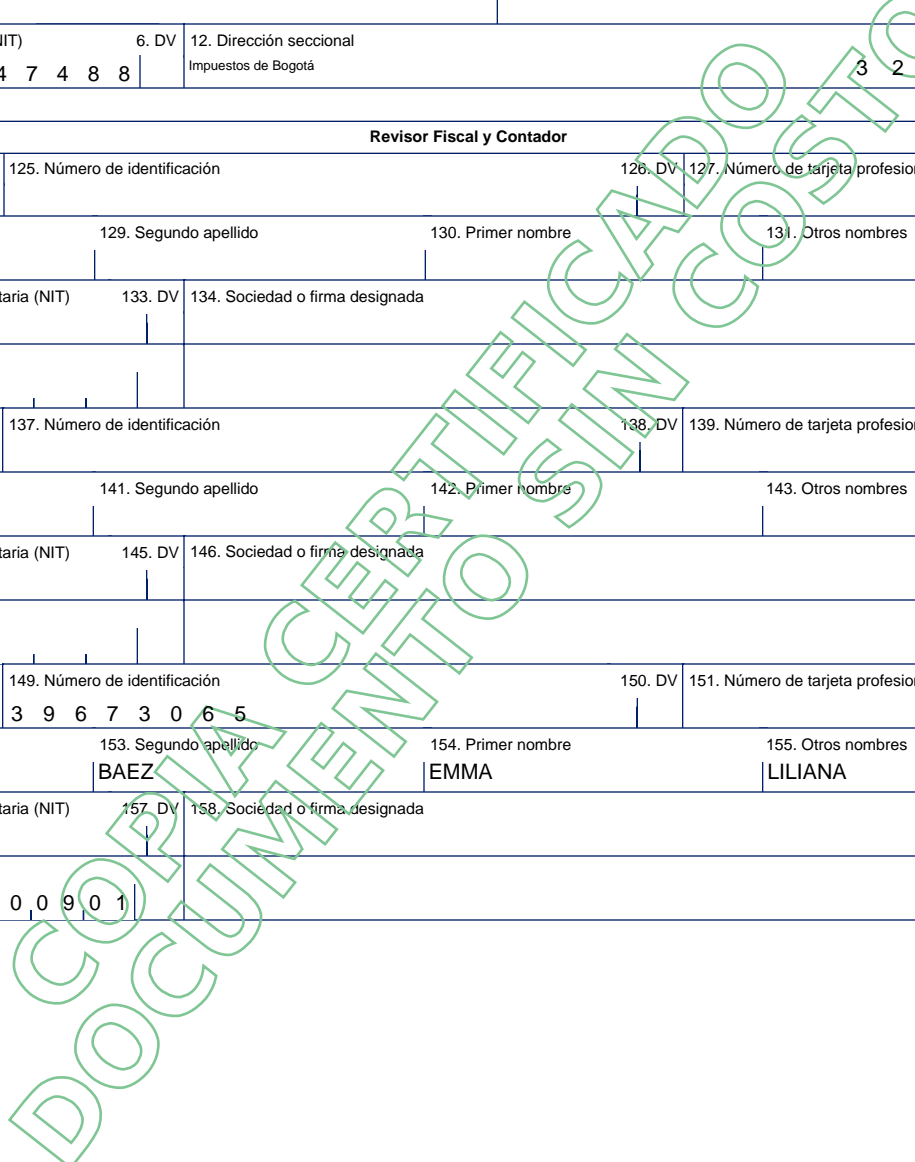 IIT) 6. DV 12. Dirección seccional
4 7 4 8 8 Impuestos de Bogotá 3 2
Revisor Fiscal y Contador
125. Número de identificación 126. DV 127. Número de tarjeta profesion
129. Segundo apellido 130. Primer nombre 131. Otros nombres
taria (NIT) 133. DV 134. Sociedad o firma designada
137. Número de identificación 138. DV 139. Número de tarjeta profesion
141. Segundo apellido 142. Primer nombre 143. Otros nombres
taria (NIT) 145. DV 146. Sociedad o firma designada
149. Número de identificación 150. DV 151. Número de tarjeta profesion
3 9 6 7 3 0 6 5
153. Segundo apellido 154. Primer nombre 155. Otros nombres
BAEZ EMMA LILIANA
taria (NIT) 157. DV 158. Sociedad o firma designada
0 0 9 0 1
COPIA CERTIFICADO
DOCUMENTO SIN COSTO